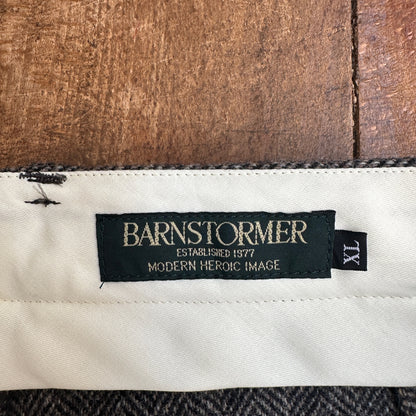 BARNSTORMER
ESTABLISHED 1977
MODERN HEROIC IMAGE
XL